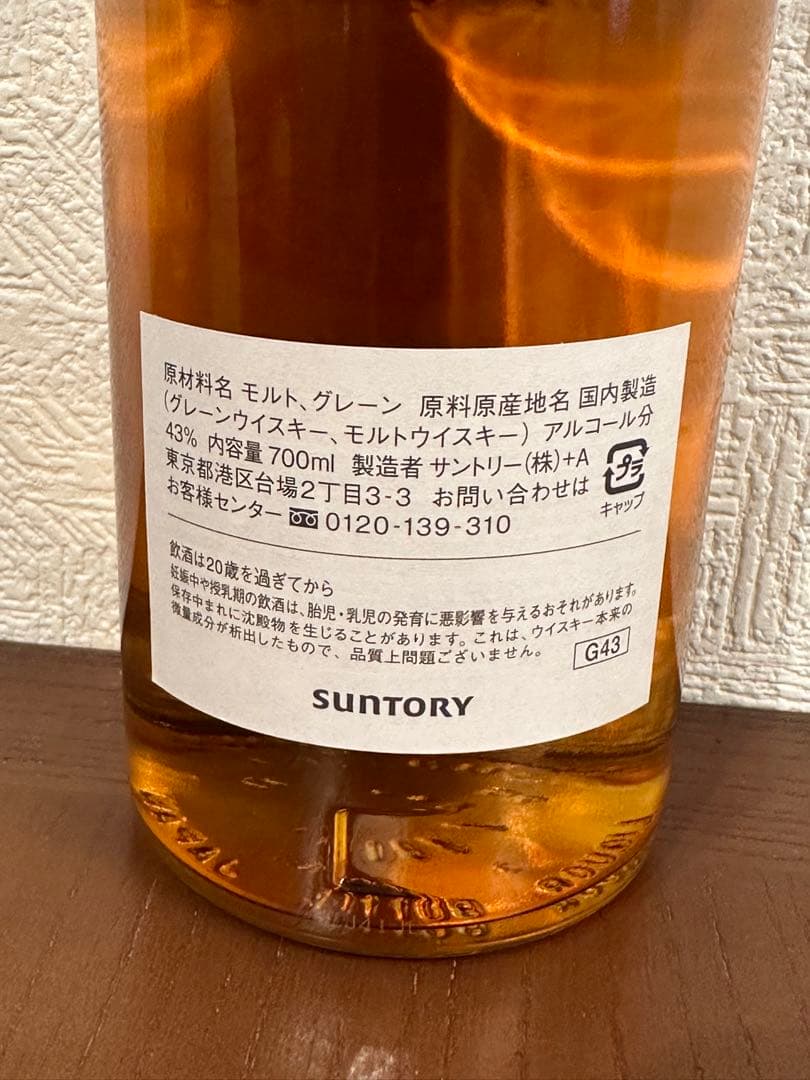 原材料名 モルト、グレーン 原料原産地名 国内製造
(グレーンウイスキー、モルトウイスキー) アルコール分
43% 内容量 700ml 製造者 サントリー(株)+A
東京都港区台場2丁目3-3 お問い合わせは
お客様センター 0120-139-310
プラ
キャップ
飲酒は20歳を過ぎてから
妊娠中や授乳期の飲酒は、胎児・乳児の発育に悪影響を与えるおそれがあります。
保存中まれに沈殿物を生じることがあります。これは、ウイスキー本来の
微量成分が析出したもので、品質上問題ございません。
G43
SUNTORY